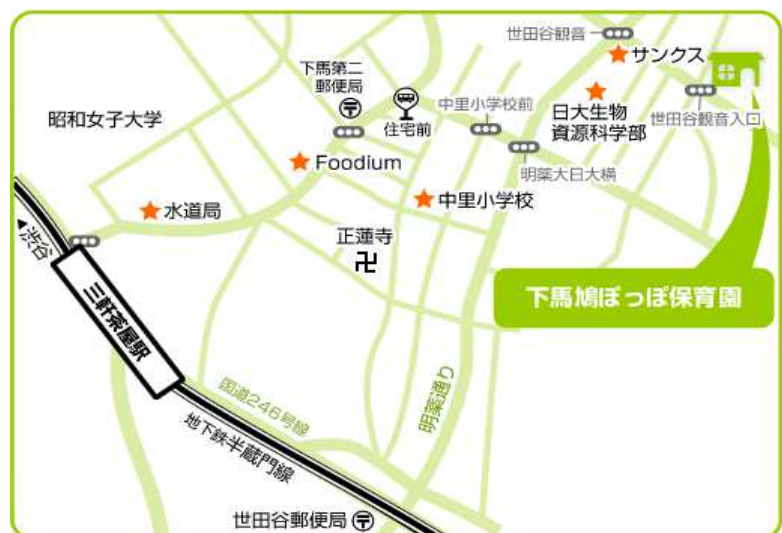 世田谷観音
サンクス
下馬第二
郵便局
住宅前
中里小学校前
日大生物
資源科学部
世田谷観音入口
昭和女子大学
Foodium
明薬大日大横
水道局
中里小学校
正蓮寺
卍
▲渋谷
下馬鳩ぽっぽ保育園
三軒茶屋駅
国道246号線
明薬通り
地下鉄半蔵門線
世田谷郵便局